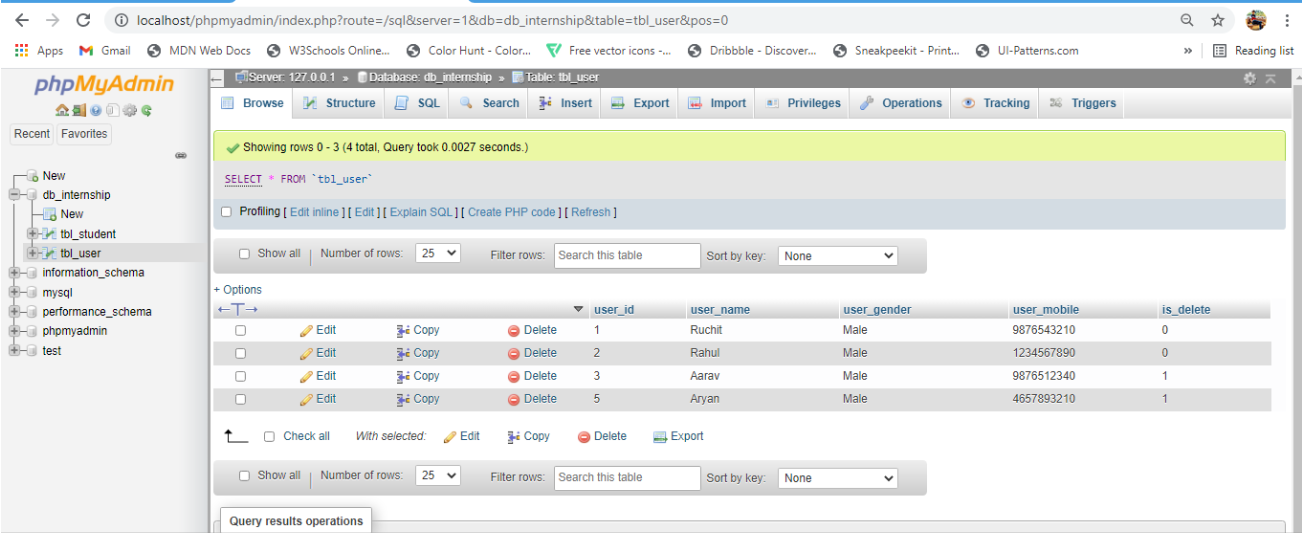 localhost/phpmyadmin/index.php?route=/sql&server=1&db=db_internship&table=tbl_user&pos=0
Apps Gmail MDN Web Docs W3Schools Online... Color Hunt - Color... Free vector icons -... Dribbble - Discover... Sneakpeekit - Print... UI-Patterns.com » Reading list
phpMyAdmin
Recent Favorites
New
db_internship
New
tbl_student
tbl_user
information_schema
mysql
performance_schema
phpmyadmin
test
Server: 127.0.0.1 » Database: db_internship » Table: tbl_user
Browse Structure SQL Search Insert Export Import Privileges Operations Tracking Triggers
Showing rows 0 - 3 (4 total, Query took 0.0027 seconds.)
SELECT * FROM `tbl_user`
Profiling [ Edit inline ] [ Edit ] [ Explain SQL ] [ Create PHP code ] [ Refresh ]
Show all | Number of rows: 25 Filter rows: Search this table Sort by key: None
+ Options
←T→ user_id user_name user_gender user_mobile is_delete
Edit Copy Delete 1 Ruchit Male 9876543210 0
Edit Copy Delete 2 Rahul Male 1234567890 0
Edit Copy Delete 3 Aarav Male 9876512340 1
Edit Copy Delete 5 Aryan Male 4657893210 1
Check all With selected: Edit Copy Delete Export
Show all | Number of rows: 25 Filter rows: Search this table Sort by key: None
Query results operations